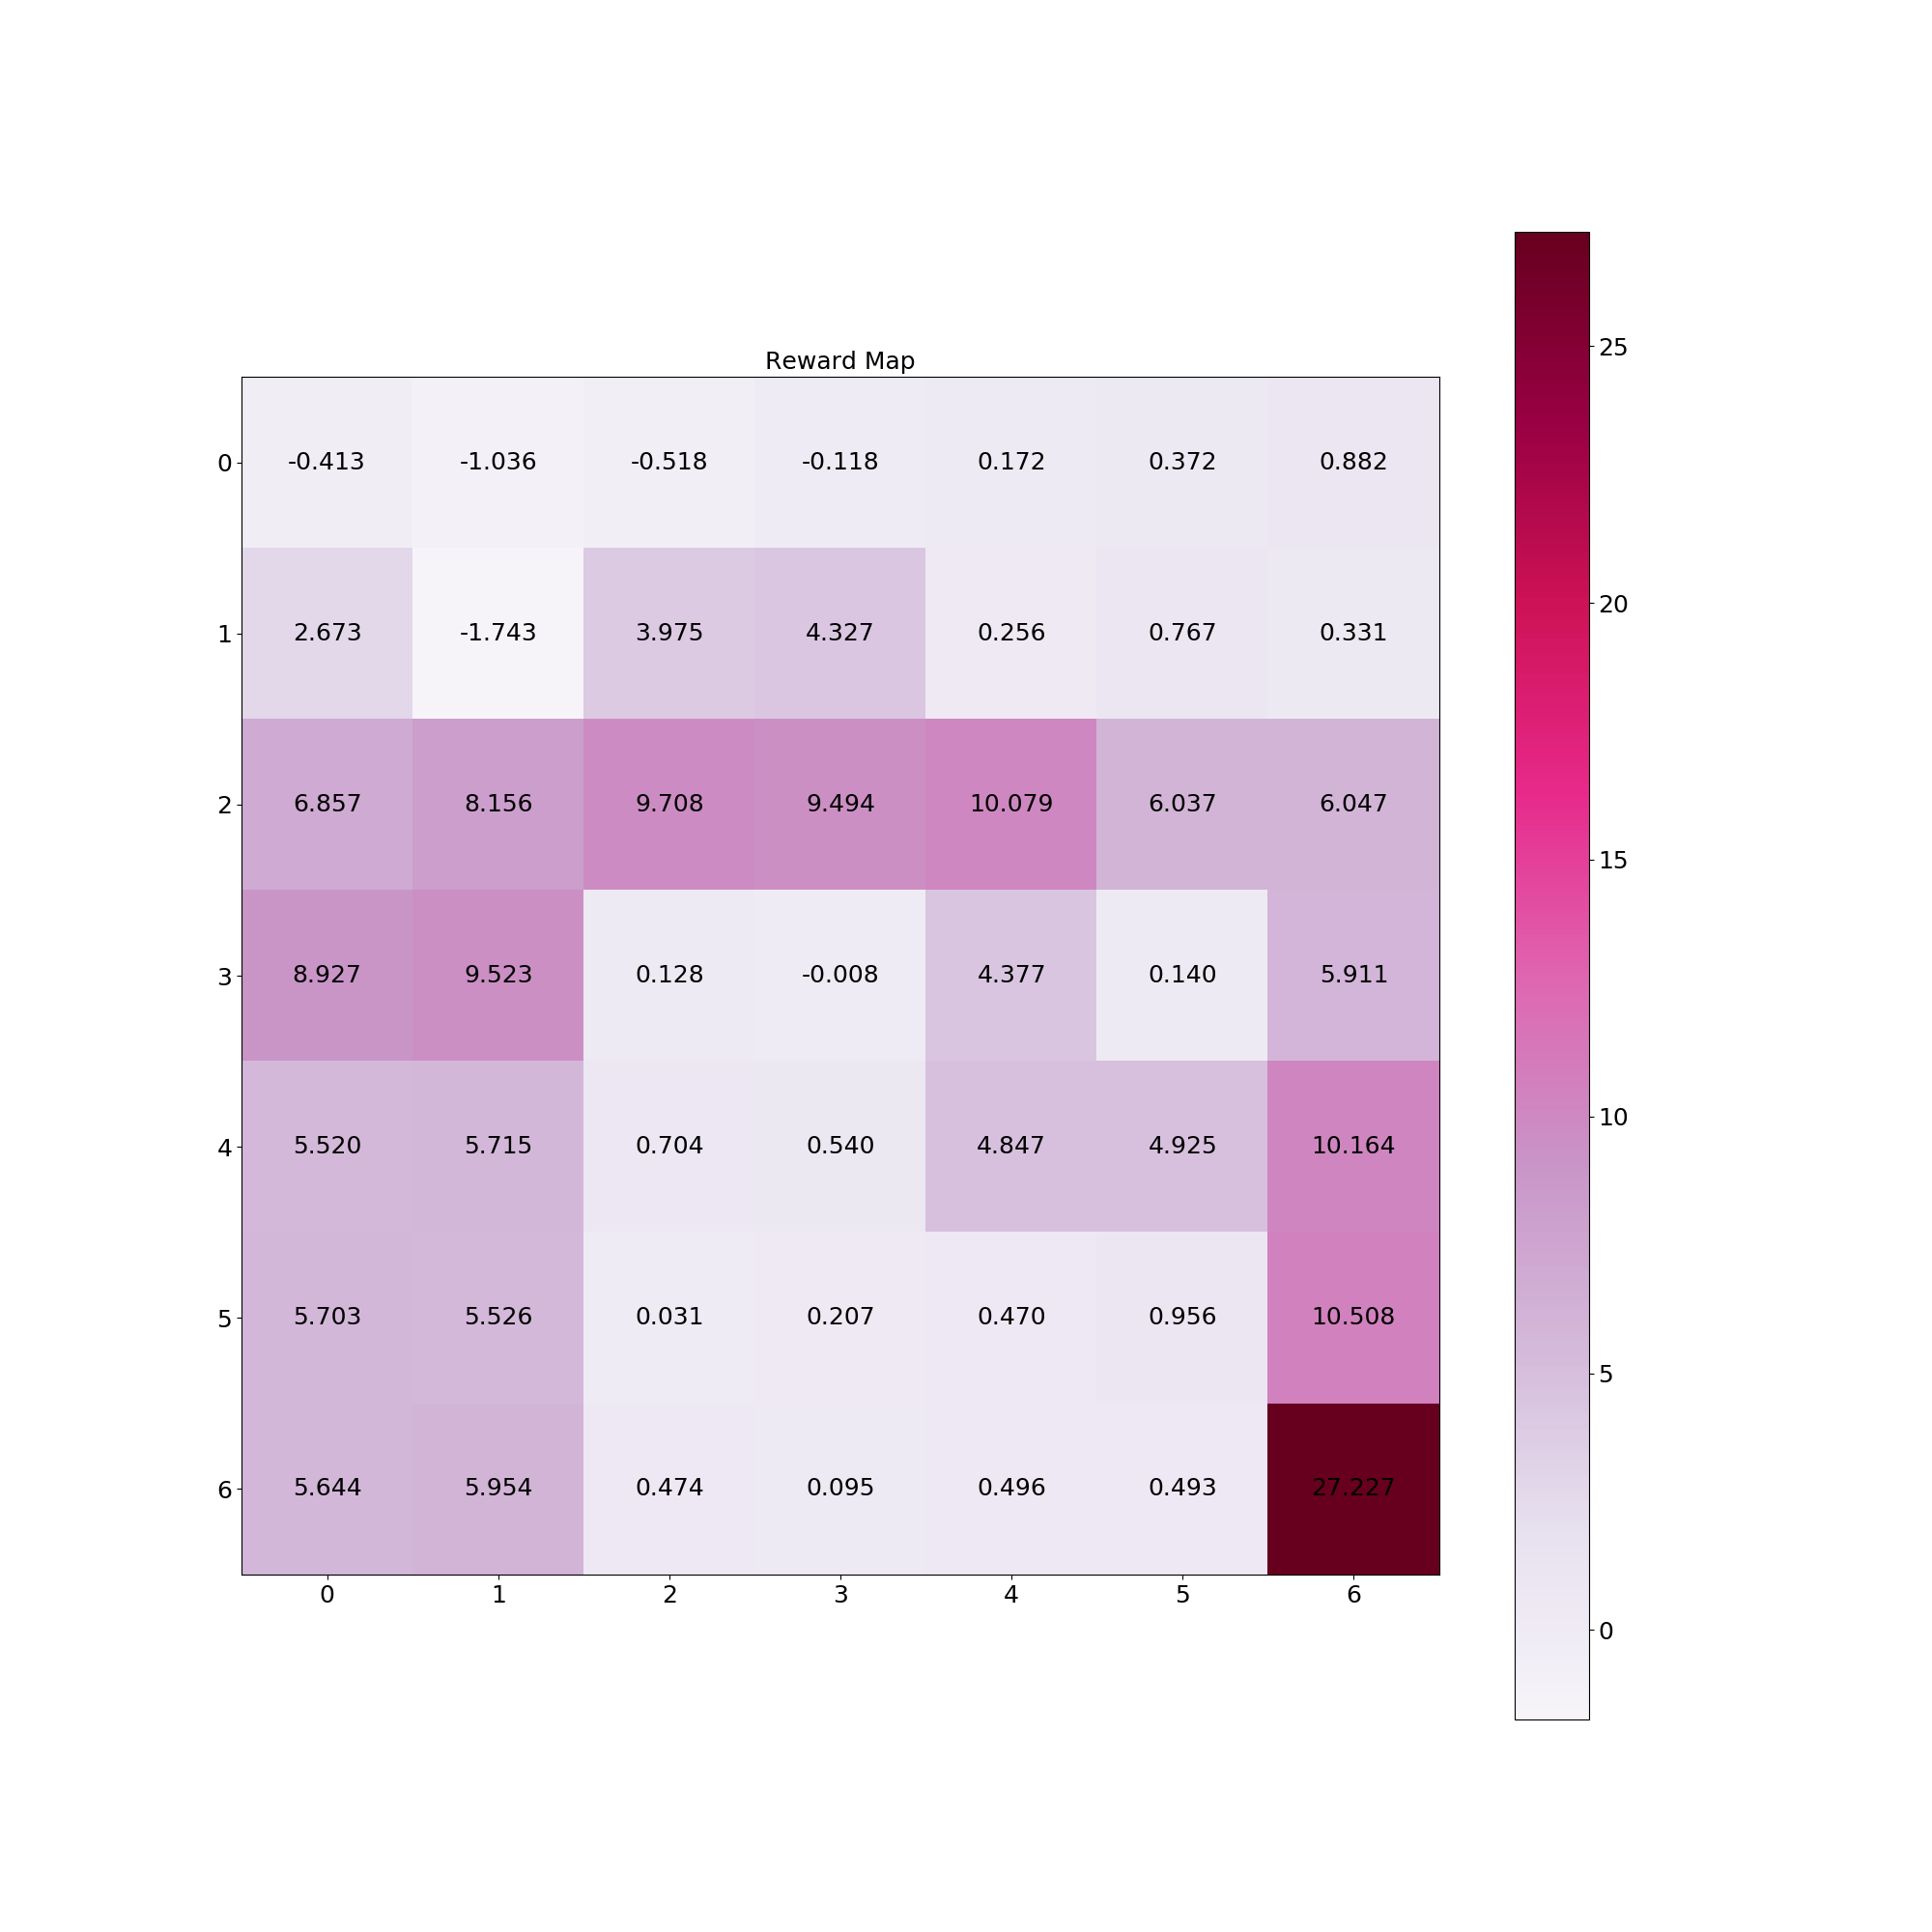 Reward Map
25
0 -0.413 -1.036 -0.518 -0.118 0.172 0.372 0.882
20
1 2.673 -1.743 3.975 4.327 0.256 0.767 0.331
2 6.857 8.156 9.708 9.494 10.079 6.037 6.047
15
3 8.927 9.523 0.128 -0.008 4.377 0.140 5.911
10
4 5.520 5.715 0.704 0.540 4.847 4.925 10.164
5 5.703 5.526 0.031 0.207 0.470 0.956 10.508
5
6 5.644 5.954 0.474 0.095 0.496 0.493 27.227
0 1 2 3 4 5 6
0